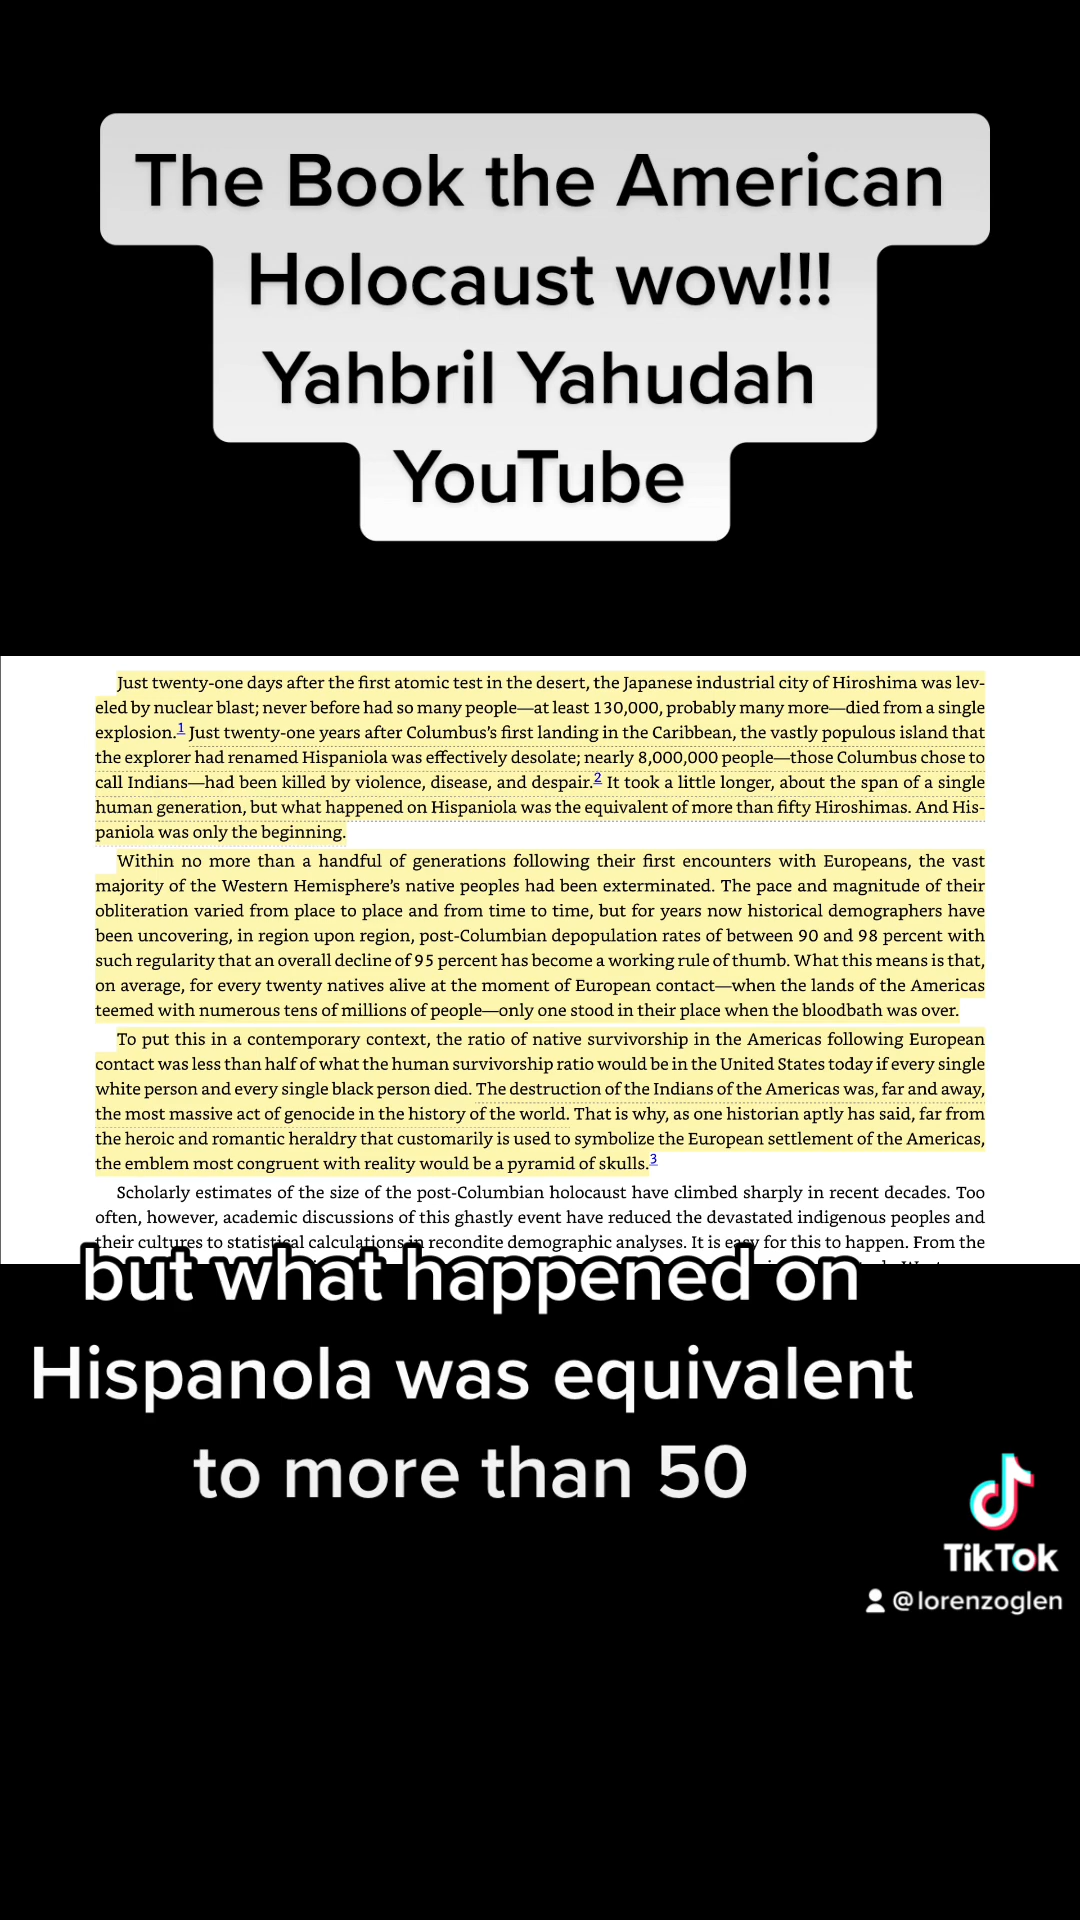 The Book the American
Holocaust wow!!!
Yahbril Yahudah
YouTube
Just twenty-one days after the first atomic test in the desert, the Japanese industrial city of Hiroshima was lev-
eled by nuclear blast; never before had so many people—at least 130,000, probably many more—died from a single
explosion.1 Just twenty-one years after Columbus's first landing in the Caribbean, the vastly populous island that
the explorer had renamed Hispaniola was effectively desolate; nearly 8,000,000 people—those Columbus chose to
call Indians—had been killed by violence, disease, and despair.2 It took a little longer, about the span of a single
human generation, but what happened on Hispaniola was the equivalent of more than fifty Hiroshimas. And His-
paniola was only the beginning.
Within no more than a handful of generations following their first encounters with Europeans, the vast
majority of the Western Hemisphere's native peoples had been exterminated. The pace and magnitude of their
obliteration varied from place to place and from time to time, but for years now historical demographers have
been uncovering, in region upon region, post-Columbian depopulation rates of between 90 and 98 percent with
such regularity that an overall decline of 95 percent has become a working rule of thumb. What this means is that,
on average, for every twenty natives alive at the moment of European contact—when the lands of the Americas
teemed with numerous tens of millions of people—only one stood in their place when the bloodbath was over.
To put this in a contemporary context, the ratio of native survivorship in the Americas following European
contact was less than half of what the human survivorship ratio would be in the United States today if every single
white person and every single black person died. The destruction of the Indians of the Americas was, far and away,
the most massive act of genocide in the history of the world. That is why, as one historian aptly has said, far from
the heroic and romantic heraldry that customarily is used to symbolize the European settlement of the Americas,
the emblem most congruent with reality would be a pyramid of skulls.3
Scholarly estimates of the size of the post-Columbian holocaust have climbed sharply in recent decades. Too
often, however, academic discussions of this ghastly event have reduced the devastated indigenous peoples and
their cultures to statistical calculations in recondite demographic analyses. It is easy for this to happen. From the
but what happened on
Hispanola was equivalent
to more than 50
TikTok
@lorenzoglen